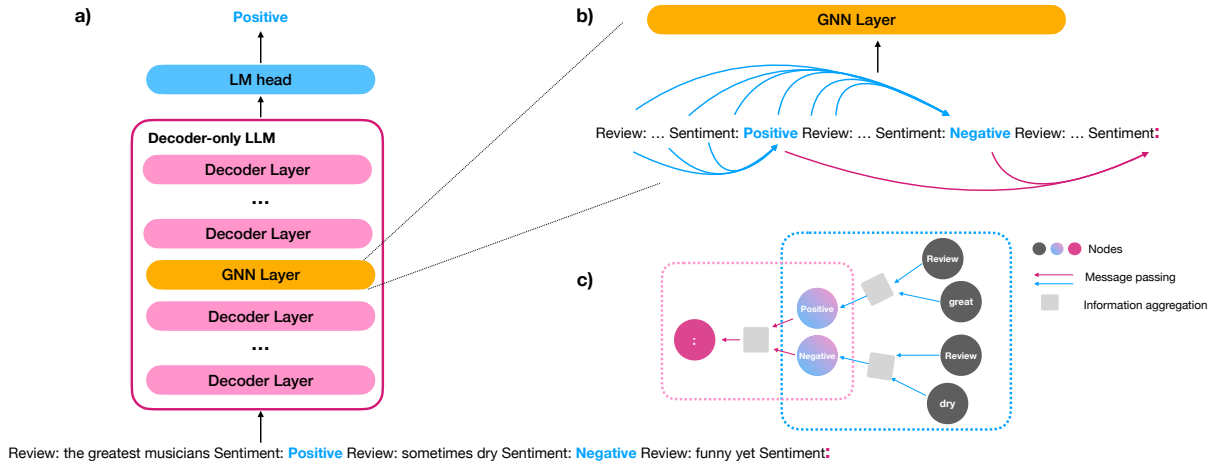 a)
Positive
LM head
Decoder-only LLM
Decoder Layer
...
Decoder Layer
GNN Layer
Decoder Layer
...
Decoder Layer
Review: the greatest musicians Sentiment: Positive Review: sometimes dry Sentiment: Negative Review: funny yet Sentiment:
b)
GNN Layer
Review: ... Sentiment: Positive Review: ... Sentiment: Negative Review: ... Sentiment:
c)
Review
great
Positive
:
Negative
Review
dry
Nodes
Message passing
Information aggregation